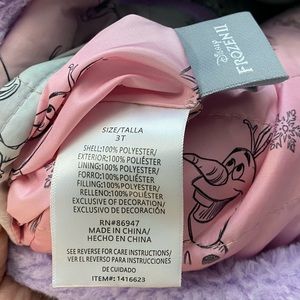 Disney
FROZEN II
SIZE/TALLA
3T
SHELL:100% POLYESTER/
EXTERIOR:100% POLIÉSTER
LINING:100% POLYESTER/
FORRO:100% POLIÉSTER
FILLING:100% POLYESTER/
RELLENO:100% POLIÉSTER
EXCLUSIVE OF DECORATION/
EXCLUSIVO DE DECORACIÓN
RN#86947
MADE IN CHINA/
HECHO EN CHINA
SEE REVERSE FOR CARE INSTRUCTIONS/
VER EL REVERSO PARA INSTRUCCIONES
DE CUIDADO
ITEM#: 1416623